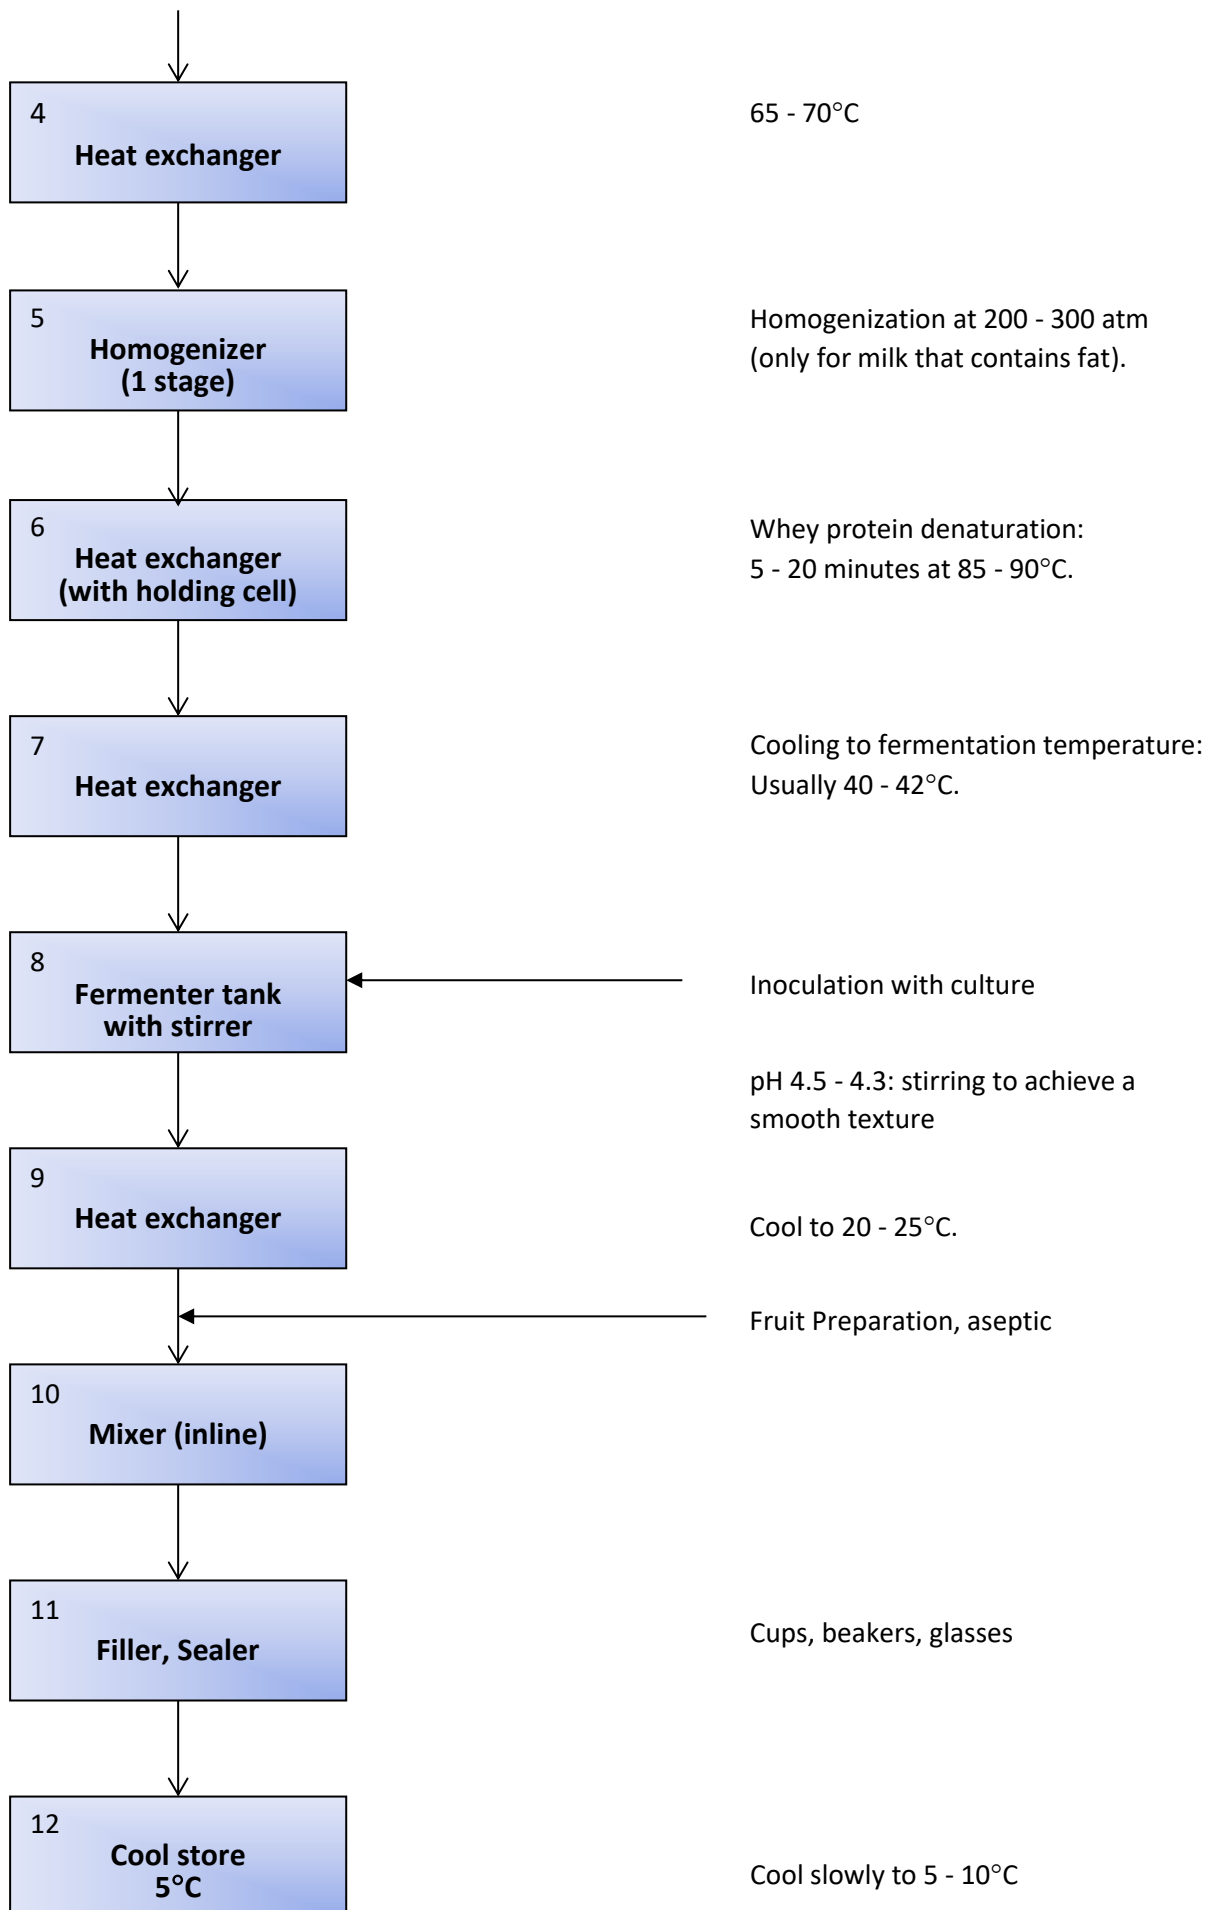 4
Heat exchanger
65 - 70°C
5
Homogenizer
(1 stage)
Homogenization at 200 - 300 atm
(only for milk that contains fat).
6
Heat exchanger
(with holding cell)
Whey protein denaturation:
5 - 20 minutes at 85 - 90°C.
7
Heat exchanger
Cooling to fermentation temperature:
Usually 40 - 42°C.
8
Fermenter tank
with stirrer
Inoculation with culture
pH 4.5 - 4.3: stirring to achieve a
smooth texture
9
Heat exchanger
Cool to 20 - 25°C.
Fruit Preparation, aseptic
10
Mixer (inline)
11
Filler, Sealer
Cups, beakers, glasses
12
Cool store
5°C
Cool slowly to 5 - 10°C